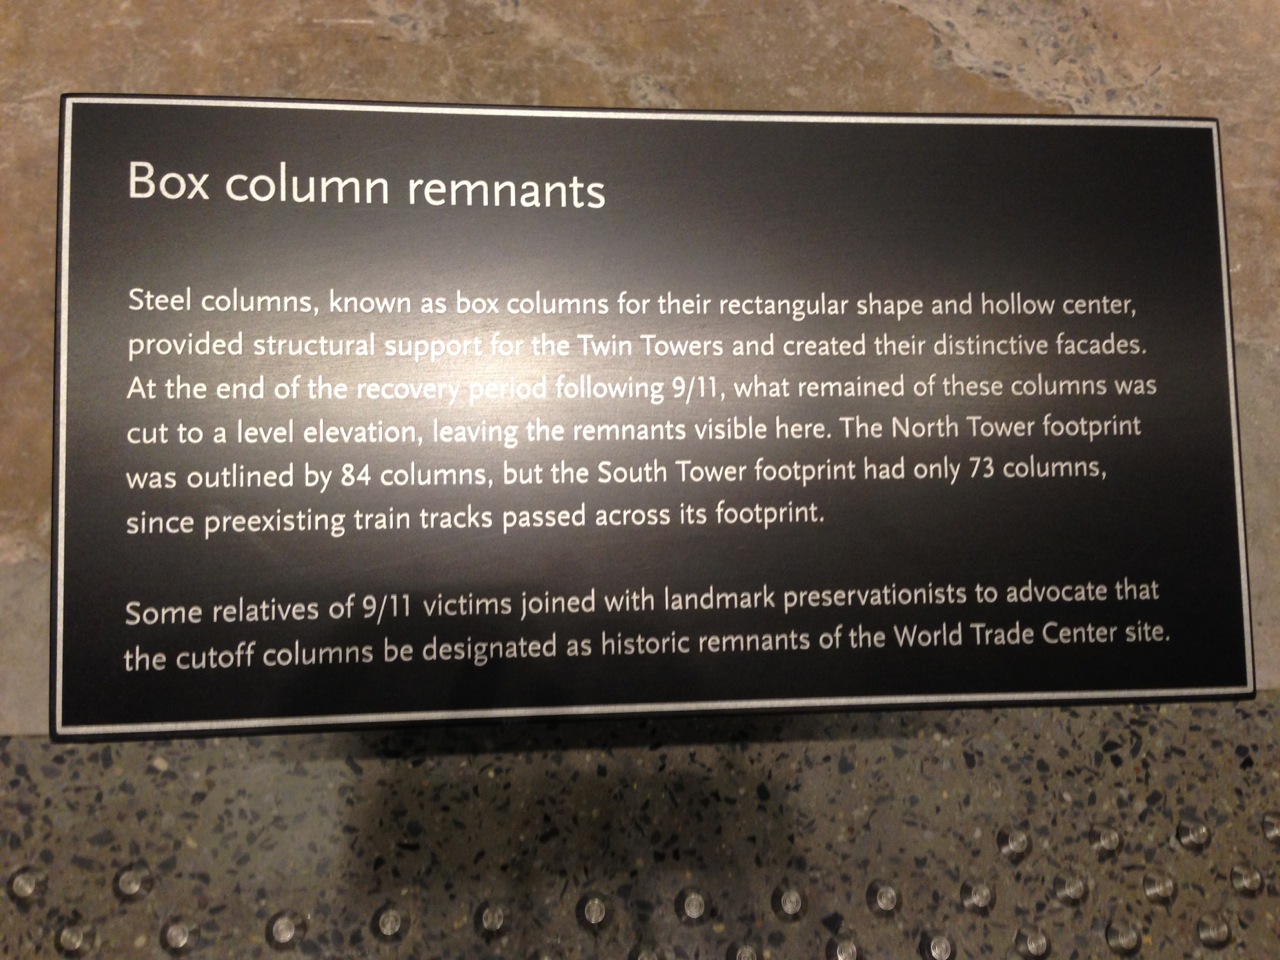 Box column remnants
Steel columns, known as box columns for their rectangular shape and hollow center,
provided structural support for the Twin Towers and created their distinctive facades.
At the end of the recovery period following 9/11, what remained of these columns was
cut to a level elevation, leaving the remnants visible here. The North Tower footprint
was outlined by 84 columns, but the South Tower footprint had only 73 columns,
since preexisting train tracks passed across its footprint.
Some relatives of 9/11 victims joined with landmark preservationists to advocate that
the cutoff columns be designated as historic remnants of the World Trade Center site.